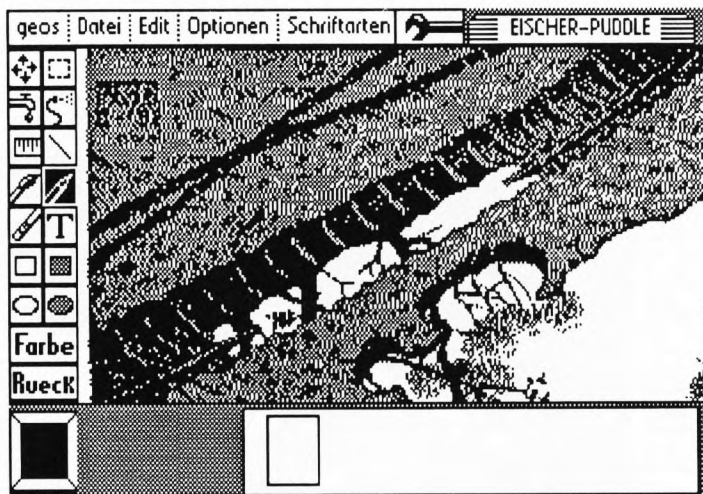 geos Datei Edit Optionen Schriftarten EISCHER-PUDDLE
T
Farbe
Rueck